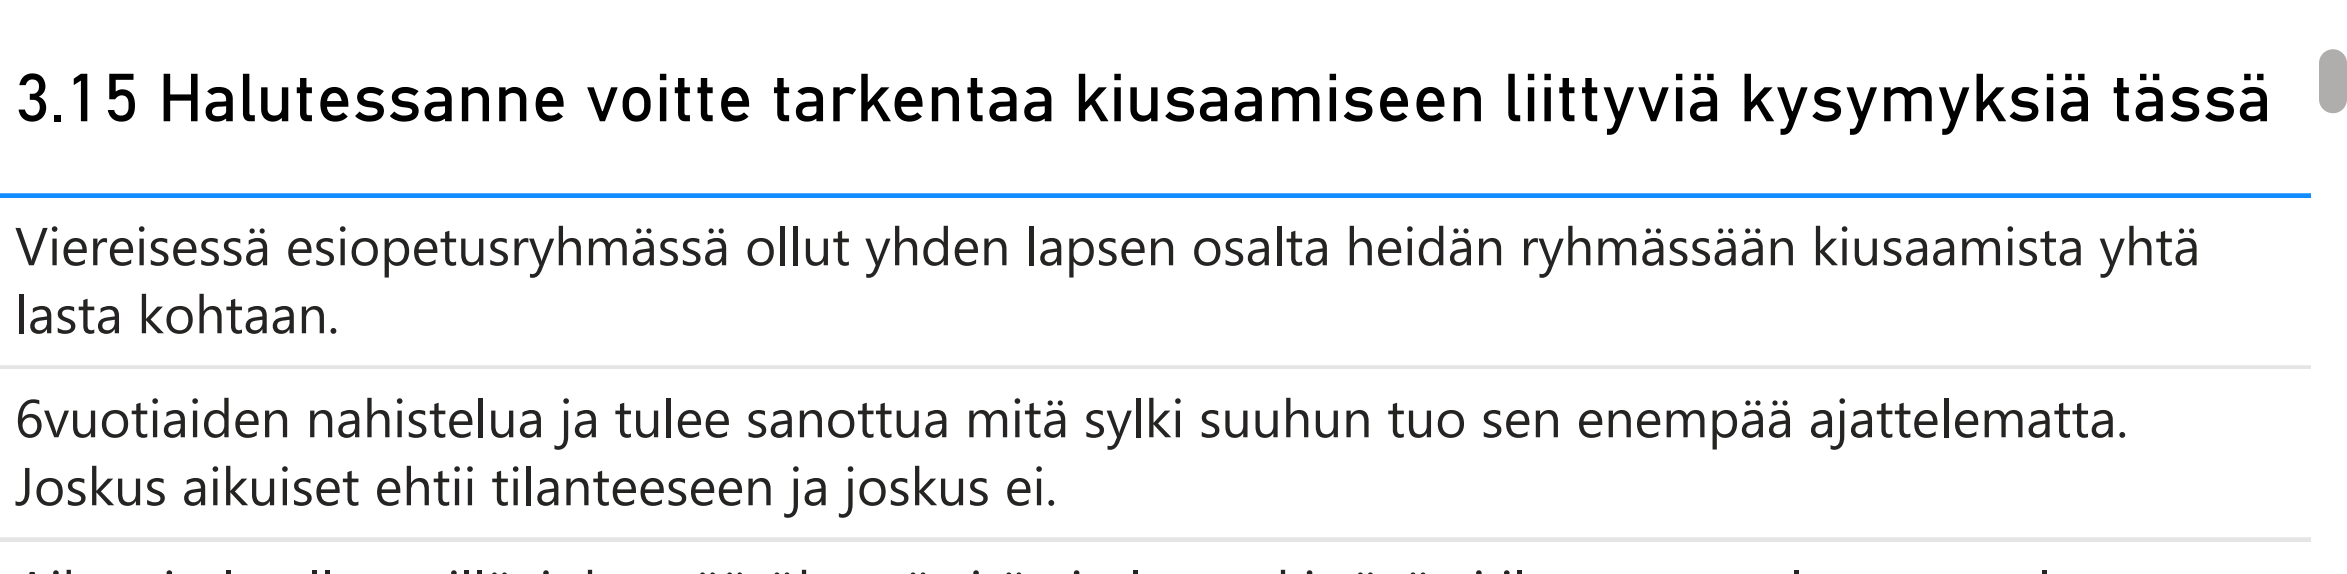 3.15 Halutessanne voitte tarkentaa kiusaamiseen liittyviä kysymyksiä tässä
Viereisessä esiopetusryhmässä ollut yhden lapsen osalta heidän ryhmässään kiusaamista yhtä
lasta kohtaan.
6vuotiaiden nahistelua ja tulee sanottua mitä sylki suuhun tuo sen enempää ajattelematta.
Joskus aikuiset ehtii tilanteeseen ja joskus ei.